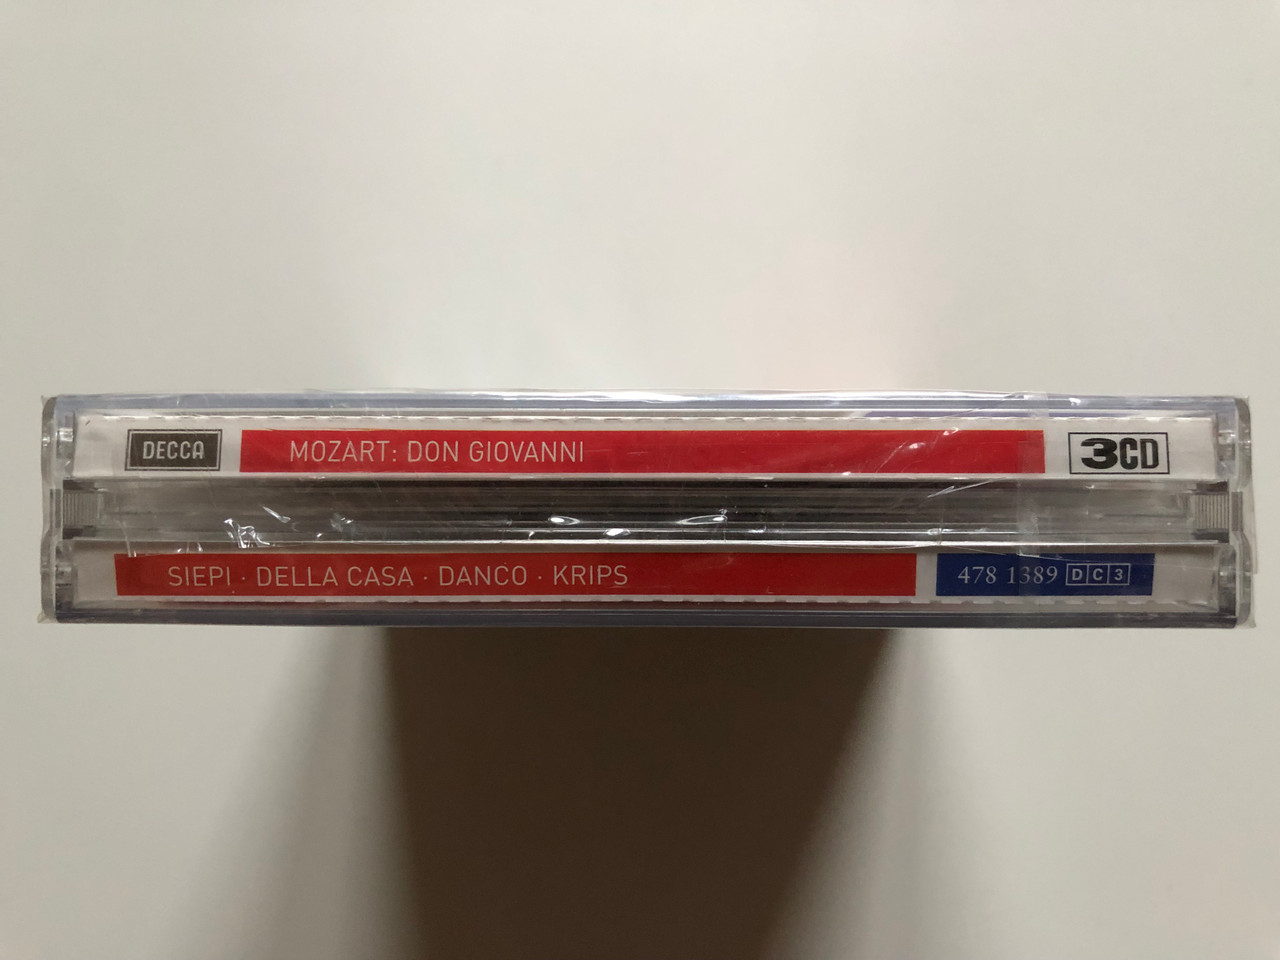 DECCA MOZART: DON GIOVANNI 3CD
SIEPI · DELLA CASA · DANCO · KRIPS 478 1389 DC3